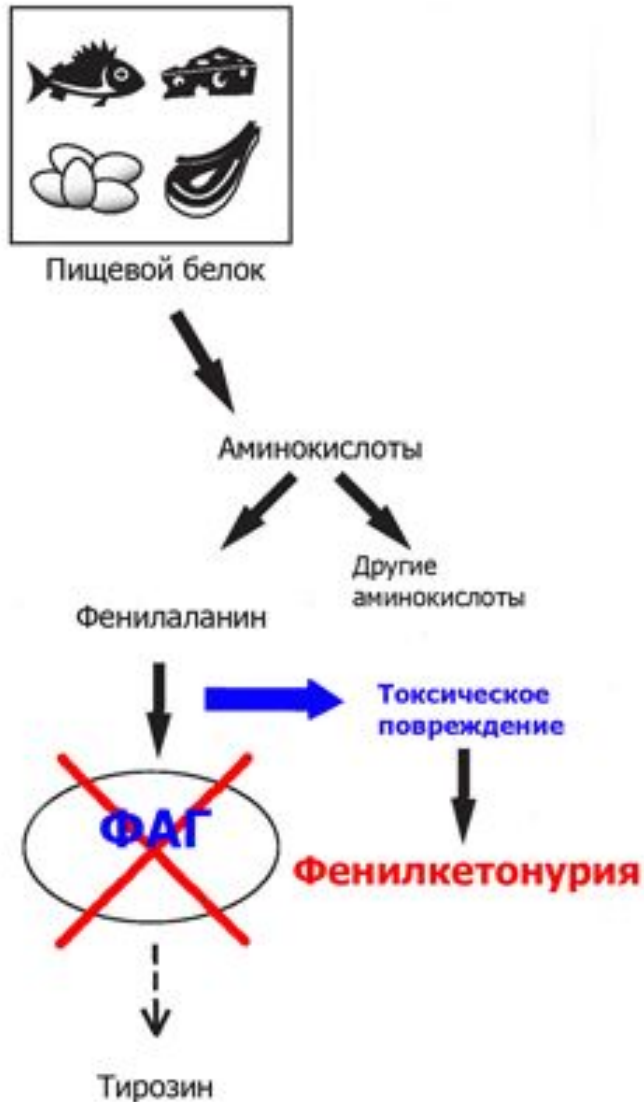 Пищевой белок
Аминокислоты
Другие
аминокислоты
Фенилаланин
Токсическое
повреждение
ФАГ
Фенилкетонурия
Тирозин